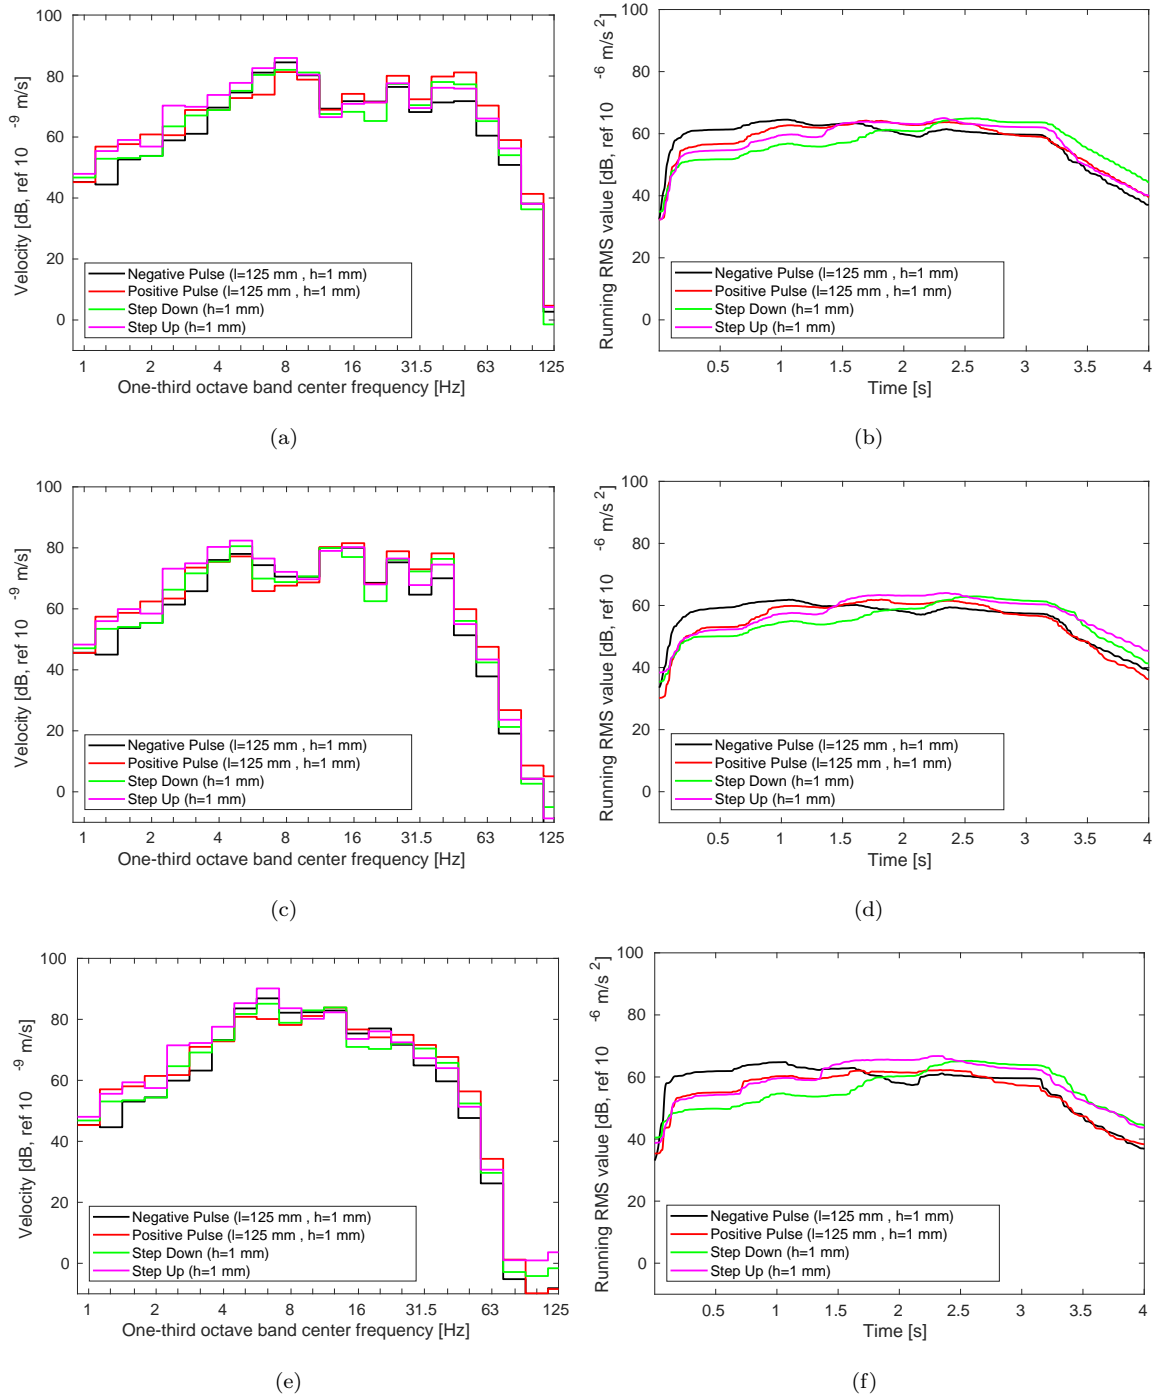 100
80
60
40
20
0
Velocity [dB, ref 10 -9 m/s]
Negative Pulse (l=125 mm , h=1 mm)
Positive Pulse (l=125 mm , h=1 mm)
Step Down (h=1 mm)
Step Up (h=1 mm)
1 2 4 8 16 31.5 63 125
One-third octave band center frequency [Hz]
(a)
100
80
60
40
20
0
Running RMS value [dB, ref 10 -6 m/s 2]
Negative Pulse (l=125 mm , h=1 mm)
Positive Pulse (l=125 mm , h=1 mm)
Step Down (h=1 mm)
Step Up (h=1 mm)
0.5 1 1.5 2 2.5 3 3.5 4
Time [s]
(b)
100
80
60
40
20
0
Velocity [dB, ref 10 -9 m/s]
Negative Pulse (l=125 mm , h=1 mm)
Positive Pulse (l=125 mm , h=1 mm)
Step Down (h=1 mm)
Step Up (h=1 mm)
1 2 4 8 16 31.5 63 125
One-third octave band center frequency [Hz]
(c)
100
80
60
40
20
0
Running RMS value [dB, ref 10 -6 m/s 2]
Negative Pulse (l=125 mm , h=1 mm)
Positive Pulse (l=125 mm , h=1 mm)
Step Down (h=1 mm)
Step Up (h=1 mm)
0.5 1 1.5 2 2.5 3 3.5 4
Time [s]
(d)
100
80
60
40
20
0
Velocity [dB, ref 10 -9 m/s]
Negative Pulse (l=125 mm , h=1 mm)
Positive Pulse (l=125 mm , h=1 mm)
Step Down (h=1 mm)
Step Up (h=1 mm)
1 2 4 8 16 31.5 63 125
One-third octave band center frequency [Hz]
(e)
100
80
60
40
20
0
Running RMS value [dB, ref 10 -6 m/s 2]
Negative Pulse (l=125 mm , h=1 mm)
Positive Pulse (l=125 mm , h=1 mm)
Step Down (h=1 mm)
Step Up (h=1 mm)
0.5 1 1.5 2 2.5 3 3.5 4
Time [s]
(f)